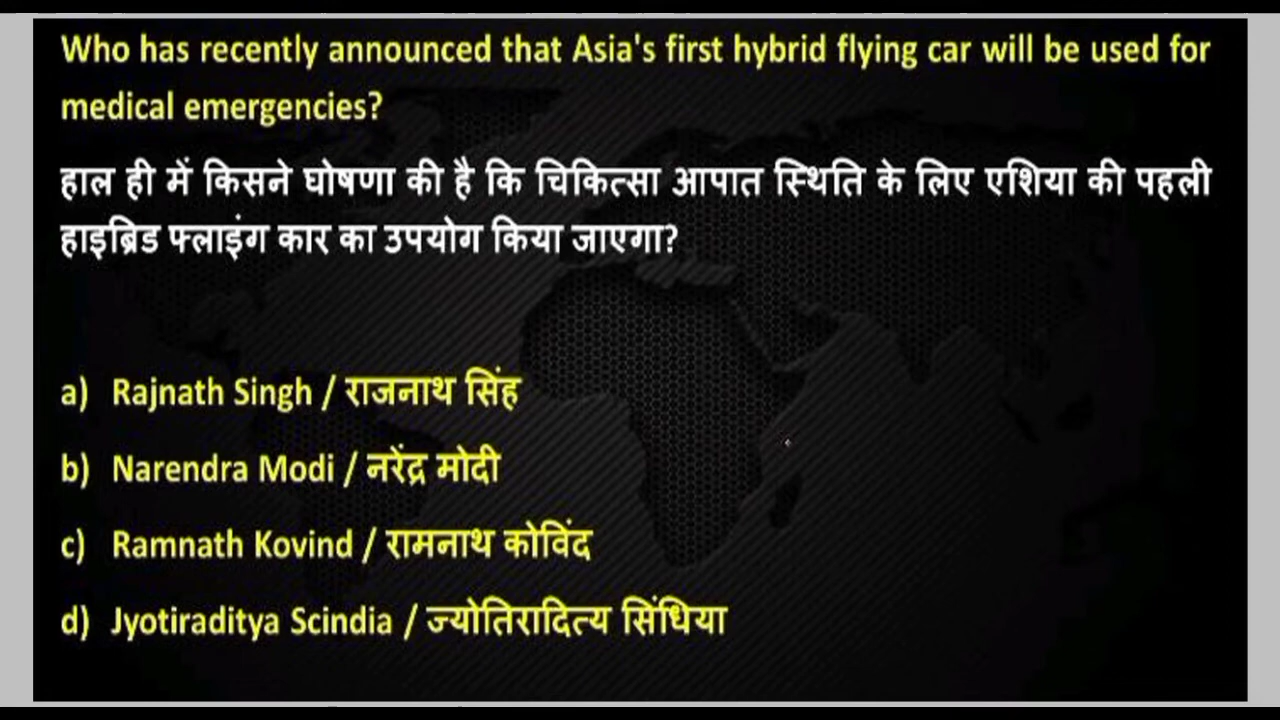 Who has recently announced that Asia's first hybrid flying car will be used for
medical emergencies?
हाल ही में किसने घोषणा की है कि चिकित्सा आपात स्थिति के लिए एशिया की पहली
हाइब्रिड फ्लाइंग कार का उपयोग किया जाएगा?
a) Rajnath Singh / राजनाथ सिंह
b) Narendra Modi / नरेंद्र मोदी
c) Ramnath Kovind / रामनाथ कोविंद
d) Jyotiraditya Scindia / ज्योतिरादित्य सिंधिया